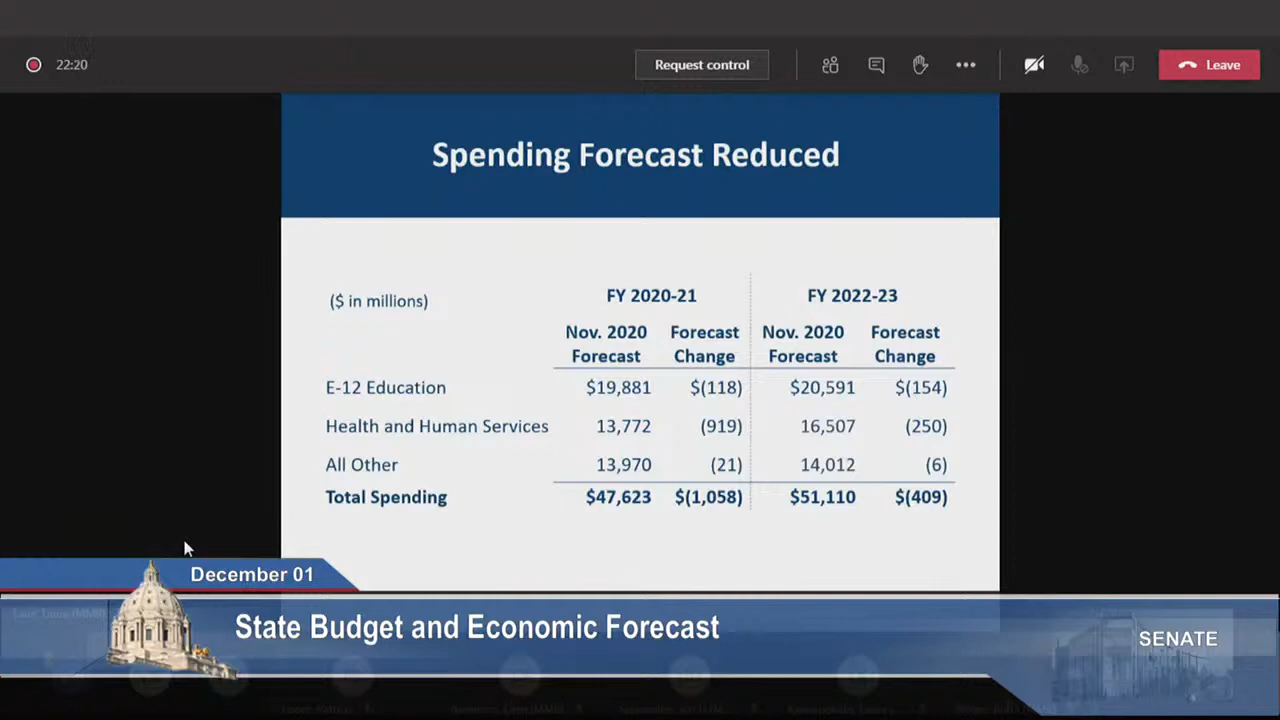 22:20
Request control
Leave
Spending Forecast Reduced
($ in millions)
FY 2020-21
FY 2022-23
Nov. 2020 Forecast Nov. 2020 Forecast
Forecast Change Forecast Change
E-12 Education $19,881 $(118) $20,591 $(154)
Health and Human Services 13,772 (919) 16,507 (250)
All Other 13,970 (21) 14,012 (6)
Total Spending $47,623 $(1,058) $51,110 $(409)
December 01
State Budget and Economic Forecast
SENATE